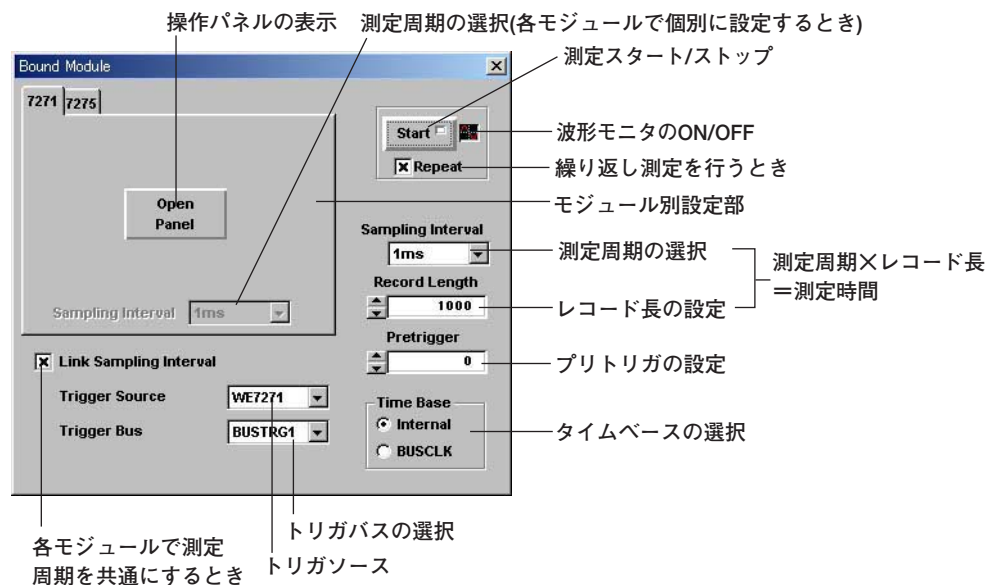 操作パネルの表示
測定周期の選択(各モジュールで個別に設定するとき)
測定スタート/ストップ
Bound Module
7271 7275
Start
波形モニタのON/OFF
Repeat
繰り返し測定を行うとき
Open
Panel
モジュール別設定部
Sampling Interval
1ms
測定周期の選択
測定周期×レコード長
＝測定時間
Record Length
1000
レコード長の設定
Sampling Interval 1ms
Pretrigger
0
プリトリガの設定
Link Sampling Interval
Trigger Source WE7271
Trigger Bus BUSTRG1
Time Base
Internal
BUSCLK
タイムベースの選択
トリガバスの選択
トリガソース
各モジュールで測定
周期を共通にするとき